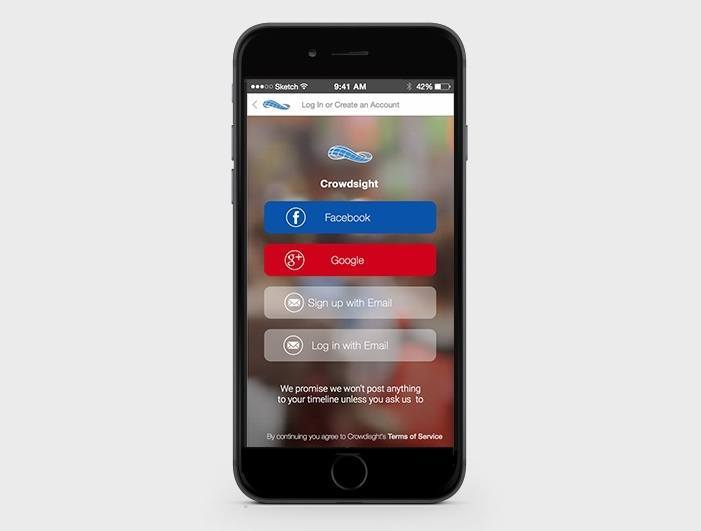 Sketch 9:41 AM 42%
Log In or Create an Account
Crowdsight
f Facebook
g+ Google
Sign up with Email
Log in with Email
We promise we won't post anything
to your timeline unless you ask us to
By continuing you agree to Crowdisght's Terms of Service